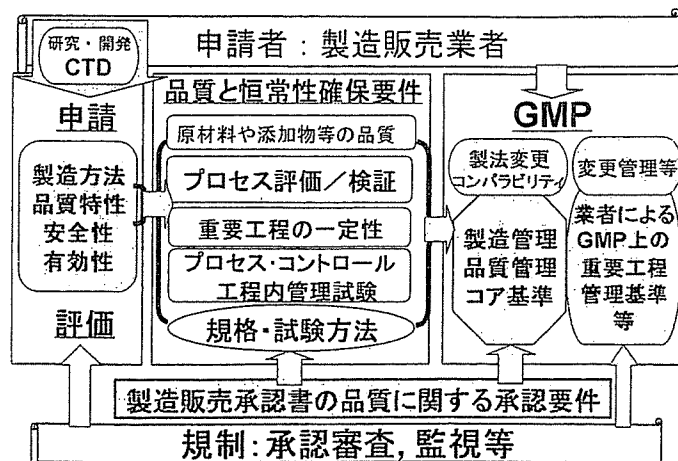 申請者：製造販売業者
研究・開発
CTD
申請
製造方法
品質特性
安全性
有効性
評価
品質と恒常性確保要件
原材料や添加物等の品質
プロセス評価／検証
重要工程の一定性
プロセス・コントロール
工程内管理試験
規格・試験方法
GMP
製法変更
コンパラビリティ
製造管理
品質管理
コア基準
変更管理等
業者による
GMP上の
重要工程
管理基準
等
製造販売承認書の品質に関する承認要件
規制：承認審査，監視等